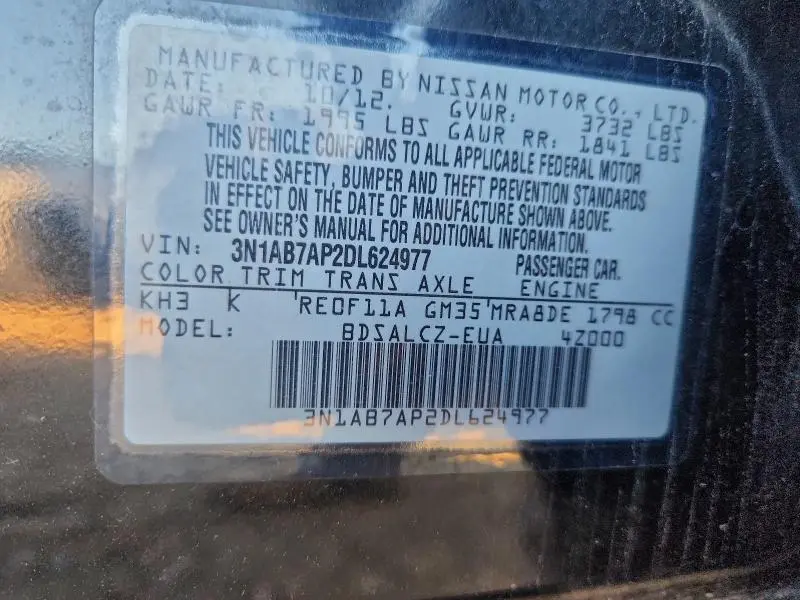 MANUFACTURED BY NISSAN MOTOR CO., LTD.
DATE: 10/12. GVWR: 3732 LBS
GAWR FR: 1995 LBS GAWR RR: 1841 LBS
THIS VEHICLE CONFORMS TO ALL APPLICABLE FEDERAL MOTOR
VEHICLE SAFETY, BUMPER AND THEFT PREVENTION STANDARDS
IN EFFECT ON THE DATE OF MANUFACTURE SHOWN ABOVE.
SEE OWNER'S MANUAL FOR ADDITIONAL INFORMATION.
VIN: 3N1AB7AP2DL624977 PASSENGER CAR.
COLOR TRIM TRANS AXLE ENGINE
KH3 K 'RE0F11A GM35'MRA8DE 1798 CC
MODEL: BDSALCZ-EUA 4Z000
3N1AB7AP2DL624977